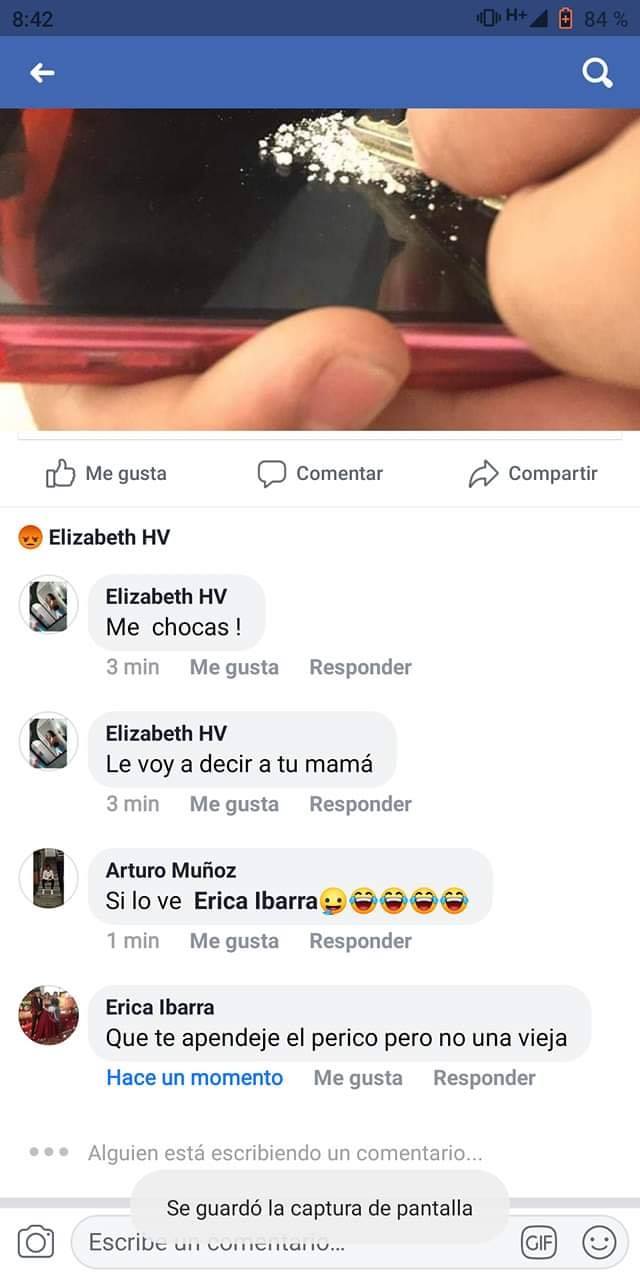 8:42 H+ 84 %
Me gusta Comentar Compartir
😡 Elizabeth HV
Elizabeth HV
Me chocas !
3 min Me gusta Responder
Elizabeth HV
Le voy a decir a tu mamá
3 min Me gusta Responder
Arturo Muñoz
Si lo ve Erica Ibarra🤪😂😂😂😂
1 min Me gusta Responder
Erica Ibarra
Que te apendeje el perico pero no una vieja
Hace un momento Me gusta Responder
Alguien está escribiendo un comentario...
Se guardó la captura de pantalla
Escribe un comentario... GIF